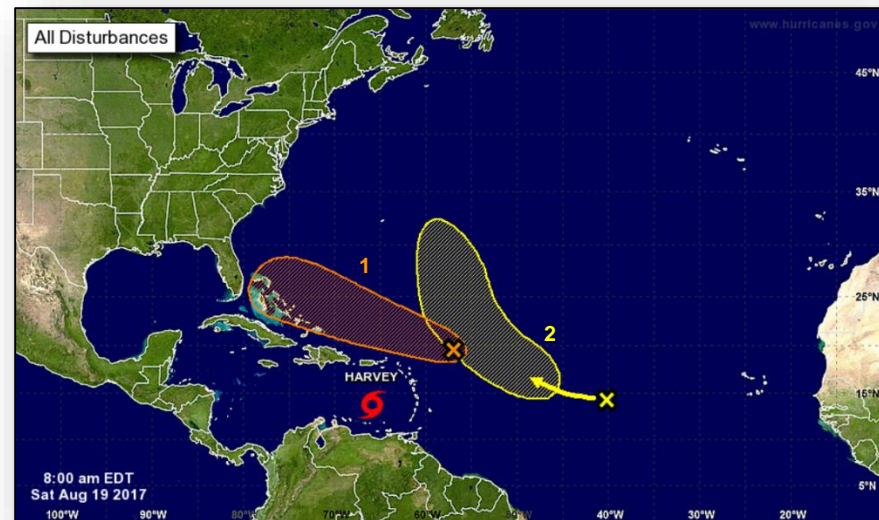 All Disturbances
www.hurricanes.gov
45°N
35°N
1
25°N
2
HARVEY
15°N
8:00 am EDT
Sat Aug 19 2017
5°N
100°W 90°W 80°W 70°W 60°W 50°W 40°W 30°W 20°W 10°W